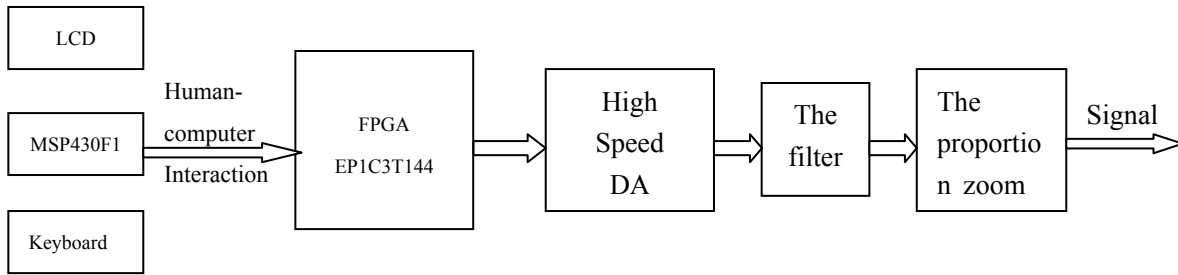 LCD
MSP430F1
Keyboard
Human-
computer
Interaction
FPGA
EP1C3T144
High
Speed
DA
The
filter
The
proportio
n zoom
Signal